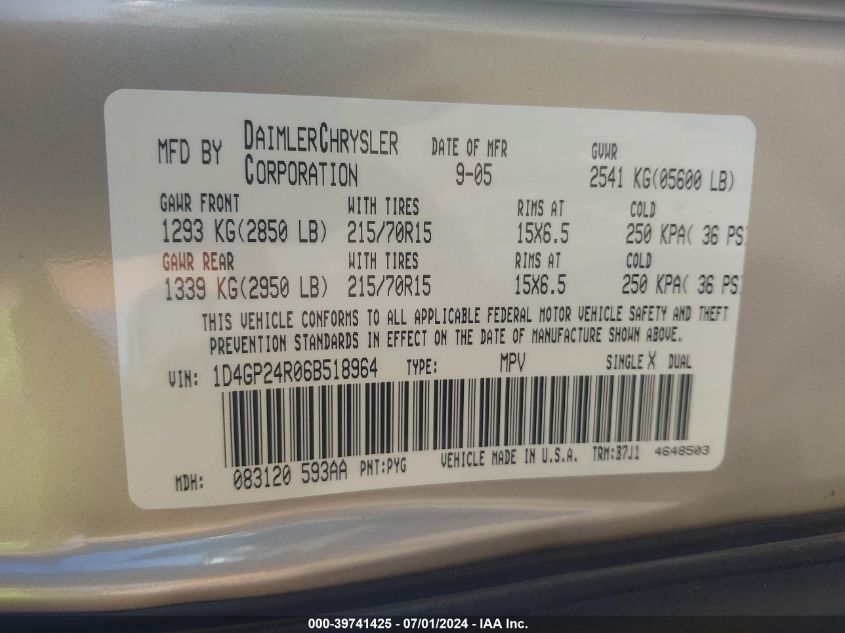 MFD BY DAIMLERCHRYSLER CORPORATION DATE OF MFR 9-05 GVWR 2541 KG(05600 LB)
GAWR FRONT WITH TIRES RIMS AT COLD
1293 KG(2850 LB) 215/70R15 15X6.5 250 KPA( 36 PS
GAWR REAR WITH TIRES RIMS AT COLD
1339 KG(2950 LB) 215/70R15 15X6.5 250 KPA( 36 PS
THIS VEHICLE CONFORMS TO ALL APPLICABLE FEDERAL MOTOR VEHICLE SAFETY AND THEFT
PREVENTION STANDARDS IN EFFECT ON THE DATE OF MANUFACTURE SHOWN ABOVE.
VIN: 1D4GP24R06B518964 TYPE: MPV SINGLE X DUAL
MDH: 083120 593AA PNT:PYG VEHICLE MADE IN U.S.A. TRM:B7J1 4648503
000-39741425 / 07/01/2024 - IAA Inc.